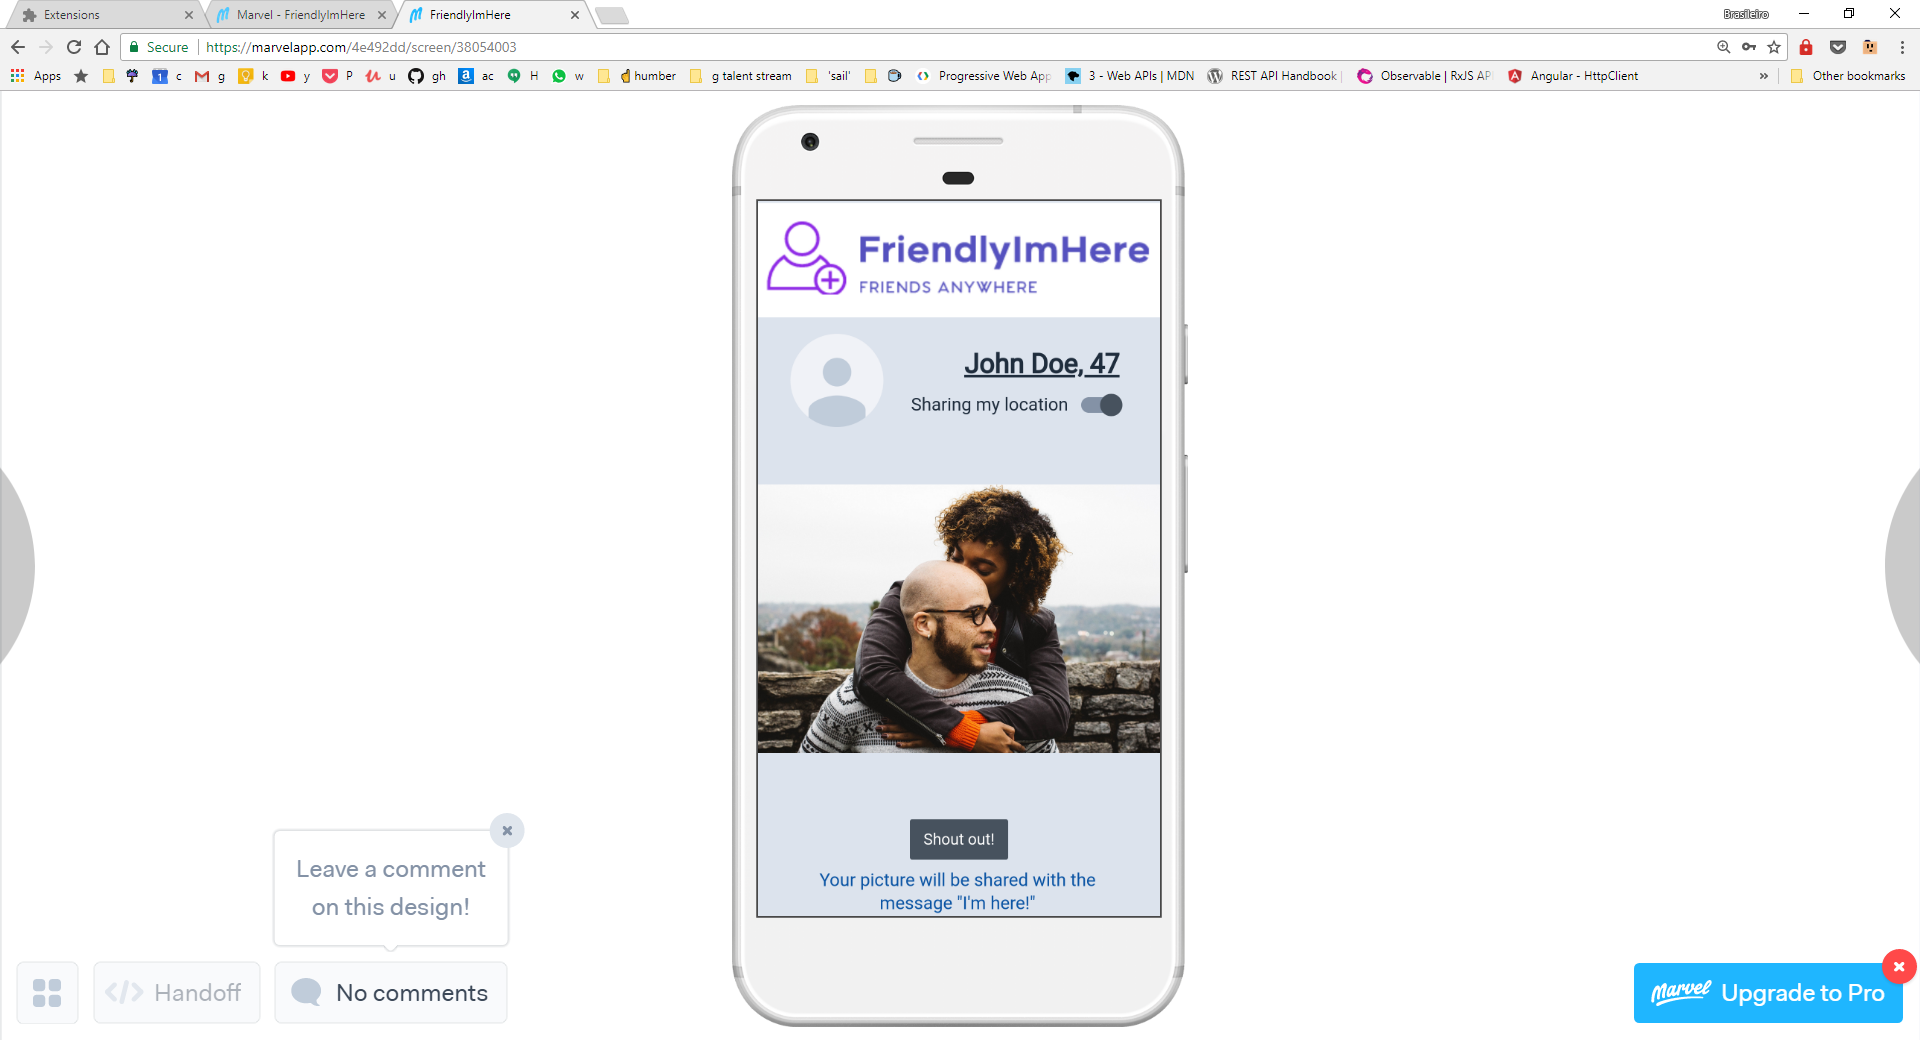 Extensions
Marvel - FriendlyImHere
FriendlyImHere
Brasileiro
Secure
https://marvelapp.com/4e492dd/screen/38054003
Apps
1
c
g
k
y
P
u
gh
a
ac
H
w
humber
g talent stream
'sail'
Progressive Web App
3 - Web APIs | MDN
REST API Handbook |
Observable | RxJS AP
Angular - HttpClient
»
Other bookmarks
FriendlyImHere
FRIENDS ANYWHERE
John Doe, 47
Sharing my location
Shout out!
Your picture will be shared with the
message "I'm here!"
Leave a comment
on this design!
</> Handoff
No comments
Marvel Upgrade to Pro